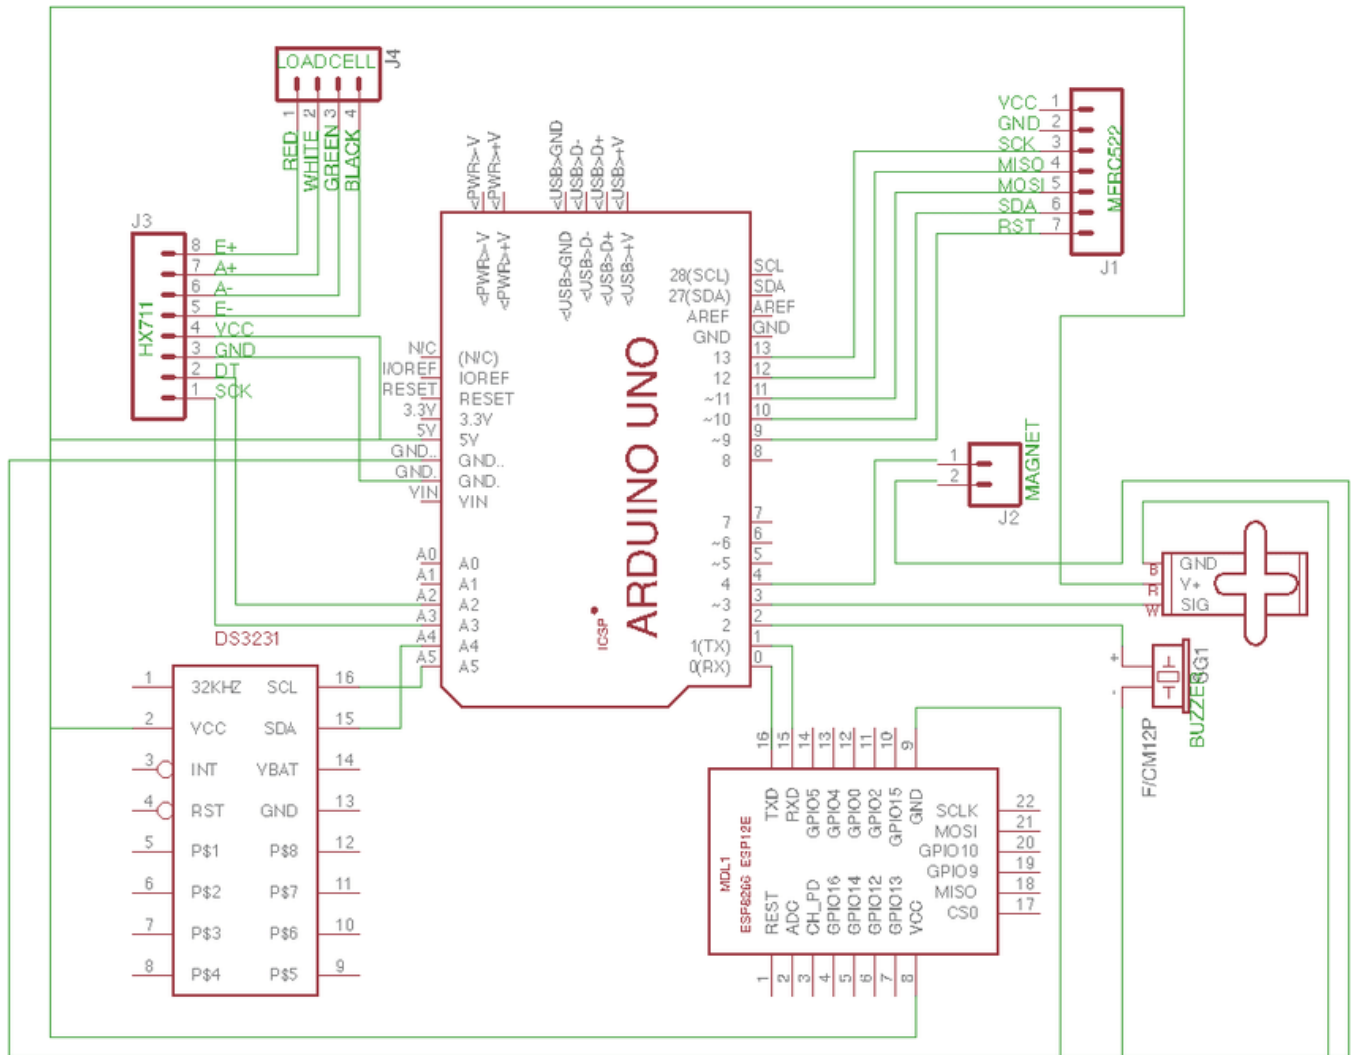 LOADCELL
J4
1
2
3
4
RED
WHITE
GREEN
BLACK
J3
HX711
8 E+
7 A+
6 A-
5 E-
4 VCC
3 GND
2 DT
1 SCK
<PWR>-V
<PWR>+V
<USB>GND
<USB>D-
<USB>D+
<USB>+V
<PWR>-V
<PWR>+V
<USB>GND
<USB>D-
<USB>D+
<USB>+V
ARDUINO UNO
ICSP
N/C (N/C)
I/OREF IOREF
RESET RESET
3.3V 3.3V
5V 5V
GND.. GND..
GND. GND.
VIN VIN
A0 A0
A1 A1
A2 A2
A3 A3
A4 A4
A5 A5
28(SCL) SCL
27(SDA) SDA
AREF AREF
GND GND
13 13
12 12
~11 11
~10 10
~9 9
8 8
7 7
~6 6
~5 5
4 4
~3 3
2 2
1(TX) 1
0(RX) 0
VCC 1
GND 2
SCK 3
MISO 4
MOSI 5
SDA 6
RST 7
MFRC522
J1
1
2
MAGNET
J2
B GND
R Y+
W SIG
+
-
SG1
BUZZER
F/CM12P
DS3231
1 32KHZ SCL 16
2 VCC SDA 15
3 INT VBAT 14
4 RST GND 13
5 P$1 P$8 12
6 P$2 P$7 11
7 P$3 P$6 10
8 P$4 P$5 9
16 15 14 13 12 11 10 9
TXD RXD GPIO5 GPIO4 GPIO0 GPIO2 GPIO15 GND
MDL1
ESP8266 ESP12E
SCLK 22
MOSI 21
GPIO10 20
GPIO9 19
MISO 18
CS0 17
REST ADC CH_PD GPIO16 GPIO14 GPIO12 GPIO13 VCC
1 2 3 4 5 6 7 8